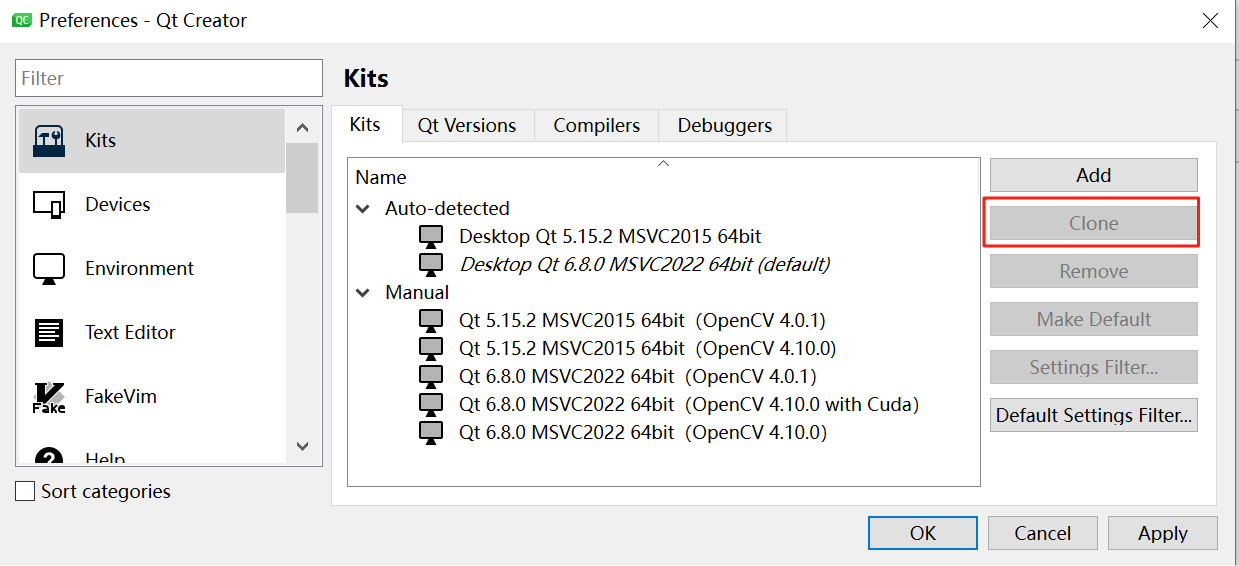 QC Preferences - Qt Creator
Filter
Kits
Devices
Environment
Text Editor
Fake
FakeVim
Help
Sort categories
Kits
Kits Qt Versions Compilers Debuggers
Name
Auto-detected
Desktop Qt 5.15.2 MSVC2015 64bit
Desktop Qt 6.8.0 MSVC2022 64bit (default)
Manual
Qt 5.15.2 MSVC2015 64bit（OpenCV 4.0.1）
Qt 5.15.2 MSVC2015 64bit（OpenCV 4.10.0）
Qt 6.8.0 MSVC2022 64bit（OpenCV 4.0.1）
Qt 6.8.0 MSVC2022 64bit（OpenCV 4.10.0 with Cuda）
Qt 6.8.0 MSVC2022 64bit（OpenCV 4.10.0）
Add
Clone
Remove
Make Default
Settings Filter...
Default Settings Filter...
OK Cancel Apply